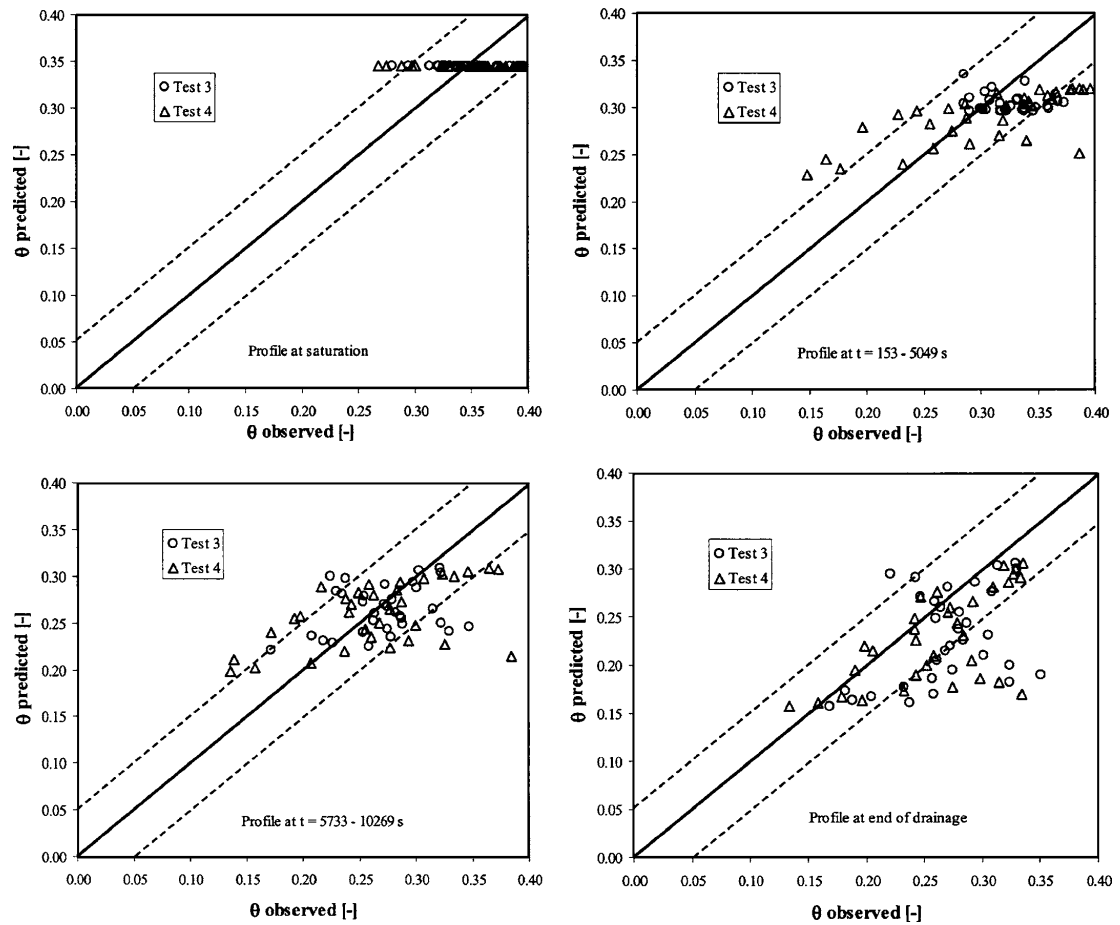 0.40
0.35
0.30
0.25
0.20
0.15
0.10
0.05
0.00
θ predicted [-]
Test 3
Test 4
Profile at saturation
0.00 0.05 0.10 0.15 0.20 0.25 0.30 0.35 0.40
θ observed [-]
0.40
0.35
0.30
0.25
0.20
0.15
0.10
0.05
0.00
θ predicted [-]
Test 3
Test 4
Profile at t = 153 - 5049 s
0.00 0.05 0.10 0.15 0.20 0.25 0.30 0.35 0.40
θ observed [-]
0.40
0.35
0.30
0.25
0.20
0.15
0.10
0.05
0.00
θ predicted [-]
Test 3
Test 4
Profile at t = 5733 - 10269 s
0.00 0.05 0.10 0.15 0.20 0.25 0.30 0.35 0.40
θ observed [-]
0.40
0.35
0.30
0.25
0.20
0.15
0.10
0.05
0.00
θ predicted [-]
Test 3
Test 4
Profile at end of drainage
0.00 0.05 0.10 0.15 0.20 0.25 0.30 0.35 0.40
θ observed [-]